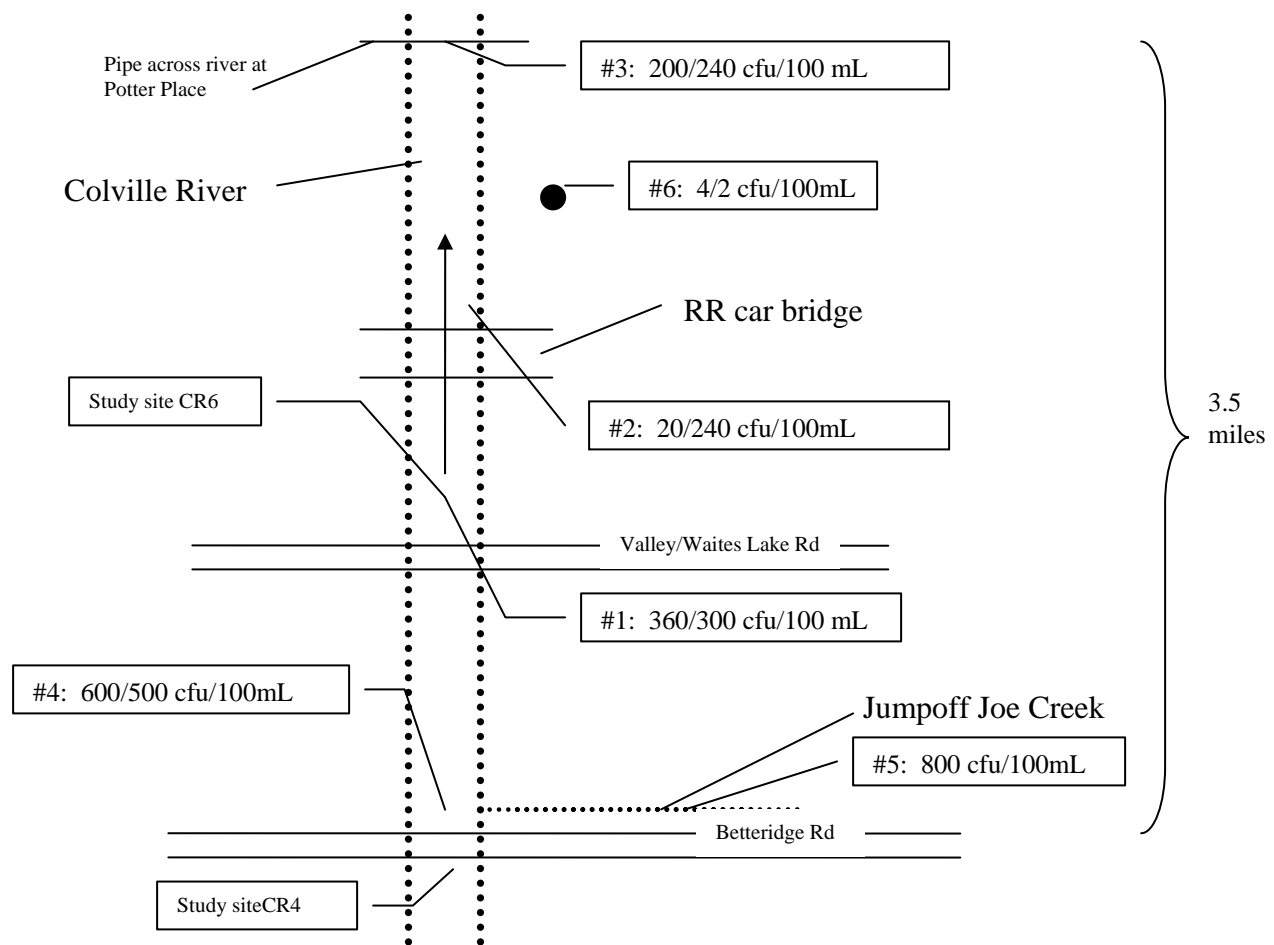 Pipe across river at
Potter Place
#3: 200/240 cfu/100 mL
Colville River
#6: 4/2 cfu/100mL
RR car bridge
Study site CR6
#2: 20/240 cfu/100mL
3.5
miles
Valley/Waites Lake Rd
#1: 360/300 cfu/100 mL
#4: 600/500 cfu/100mL
Jumpoff Joe Creek
#5: 800 cfu/100mL
Betteridge Rd
Study siteCR4